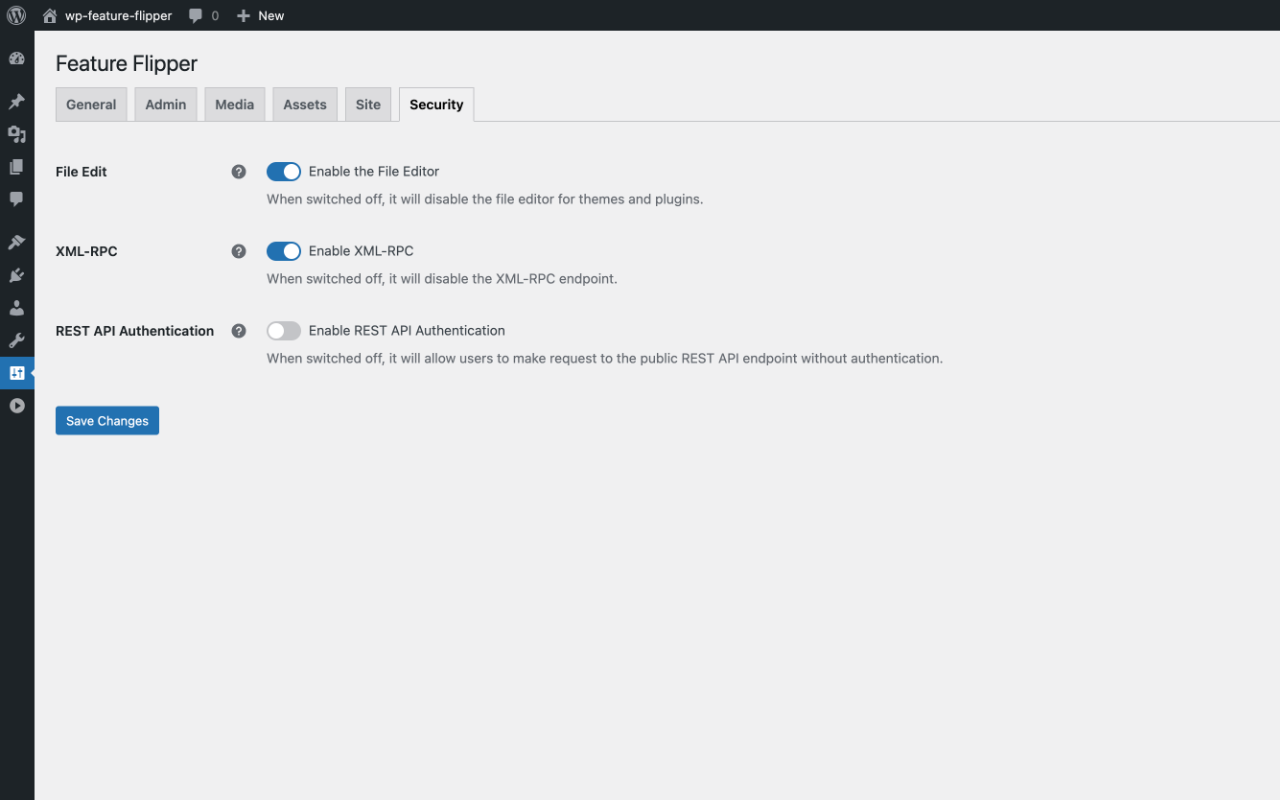 wp-feature-flipper 0 New
Feature Flipper
General Admin Media Assets Site Security
File Edit ? Enable the File Editor
When switched off, it will disable the file editor for themes and plugins.
XML-RPC ? Enable XML-RPC
When switched off, it will disable the XML-RPC endpoint.
REST API Authentication ? Enable REST API Authentication
When switched off, it will allow users to make request to the public REST API endpoint without authentication.
Save Changes